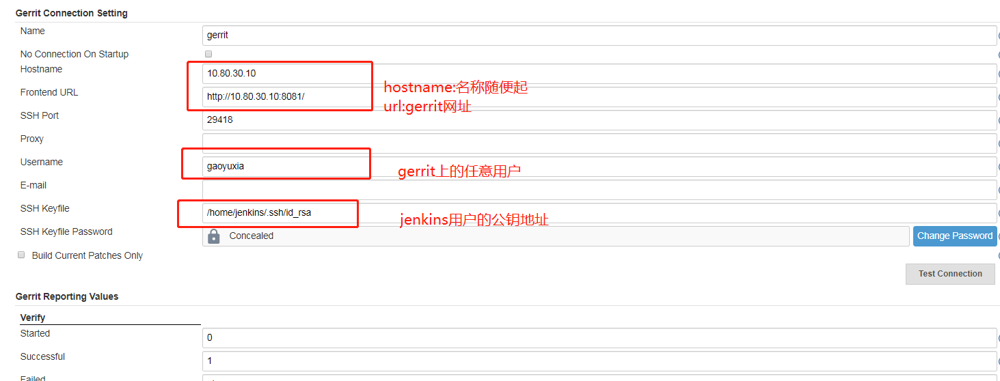 Gerrit Connection Setting
Name
gerrit
No Connection On Startup
Hostname
10.80.30.10
hostname:名称随便起
Frontend URL
http://10.80.30.10:8081/
url:gerrit网址
SSH Port
29418
Proxy
Username
gaoyuxia
gerrit上的任意用户
E-mail
SSH Keyfile
/home/jenkins/.ssh/id_rsa
jenkins用户的公钥地址
SSH Keyfile Password
Concealed
Change Password
Build Current Patches Only
Test Connection
Gerrit Reporting Values
Verify
Started
0
Successful
1
Failed